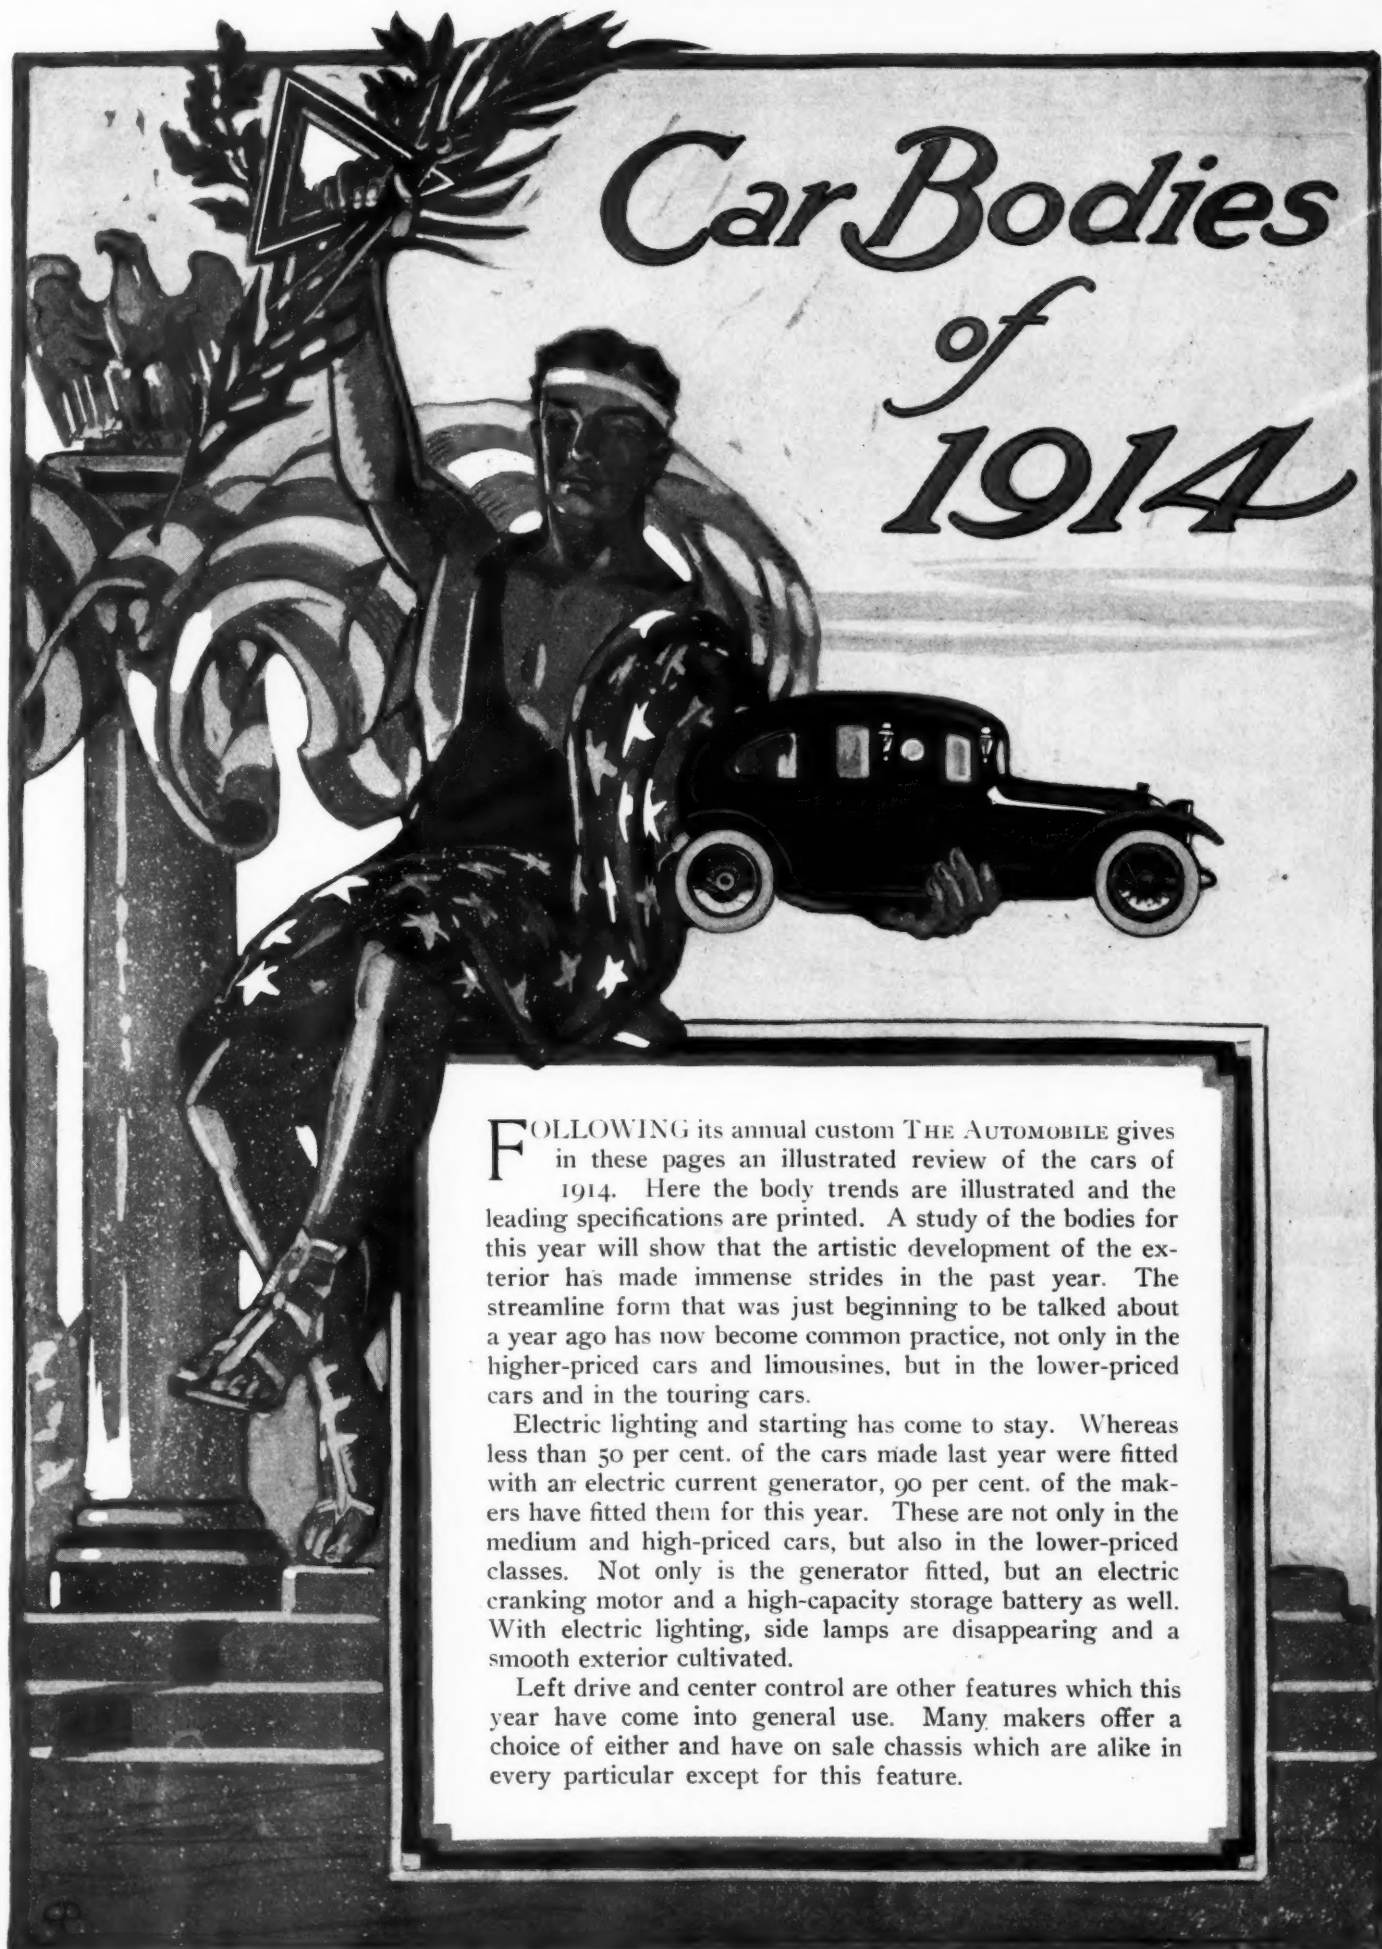 Car Bodies
of
1914
FOLLOWING its annual custom THE AUTOMOBILE gives
in these pages an illustrated review of the cars of
1914. Here the body trends are illustrated and the
leading specifications are printed. A study of the bodies for
this year will show that the artistic development of the ex-
terior has made immense strides in the past year. The
streamline form that was just beginning to be talked about
a year ago has now become common practice, not only in the
higher-priced cars and limousines, but in the lower-priced
cars and in the touring cars.
Electric lighting and starting has come to stay. Whereas
less than 50 per cent. of the cars made last year were fitted
with an electric current generator, 90 per cent. of the mak-
ers have fitted them for this year. These are not only in the
medium and high-priced cars, but also in the lower-priced
classes. Not only is the generator fitted, but an electric
cranking motor and a high-capacity storage battery as well.
With electric lighting, side lamps are disappearing and a
smooth exterior cultivated.
Left drive and center control are other features which this
year have come into general use. Many makers offer a
choice of either and have on sale chassis which are alike in
every particular except for this feature.